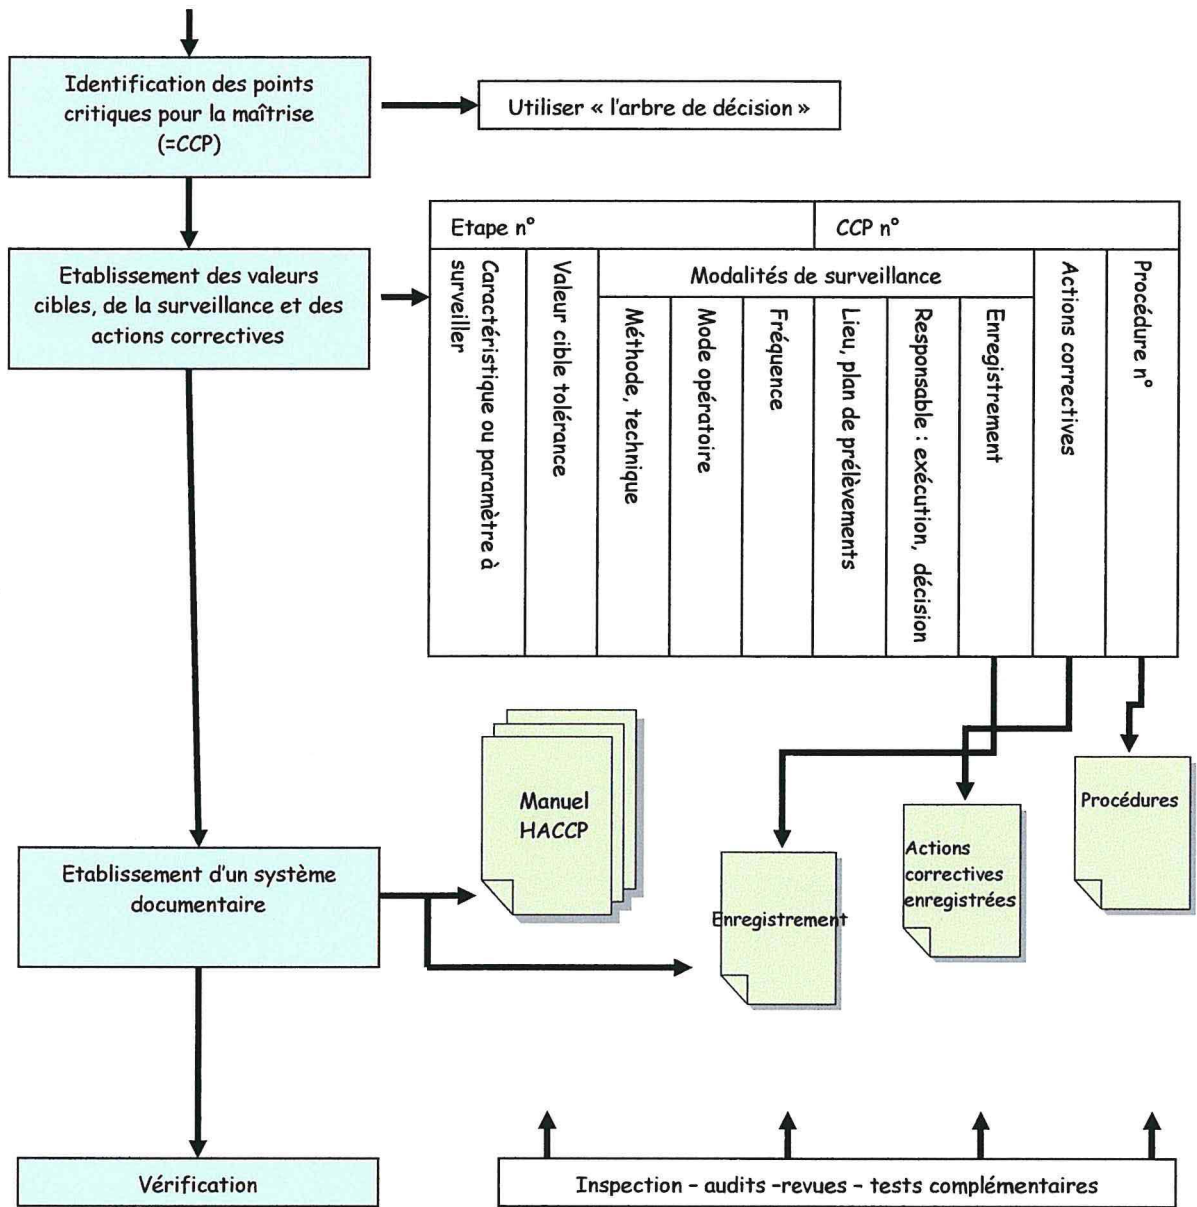 Identification des points
critiques pour la maîtrise
(=CCP)
Utiliser « l'arbre de décision »
Etablissement des valeurs
cibles, de la surveillance et des
actions correctives
Etape n°
CCP n°
Caractéristique ou paramètre à
surveiller
Valeur cible tolérance
Modalités de surveillance
Méthode, technique
Mode opératoire
Fréquence
Lieu, plan de prélèvements
Responsable : exécution, décision
Enregistrement
Actions correctives
Procédure n°
Manuel
HACCP
Enregistrement
Actions
correctives
enregistrées
Procédures
Etablissement d'un système
documentaire
Vérification
Inspection – audits –revues – tests complémentaires